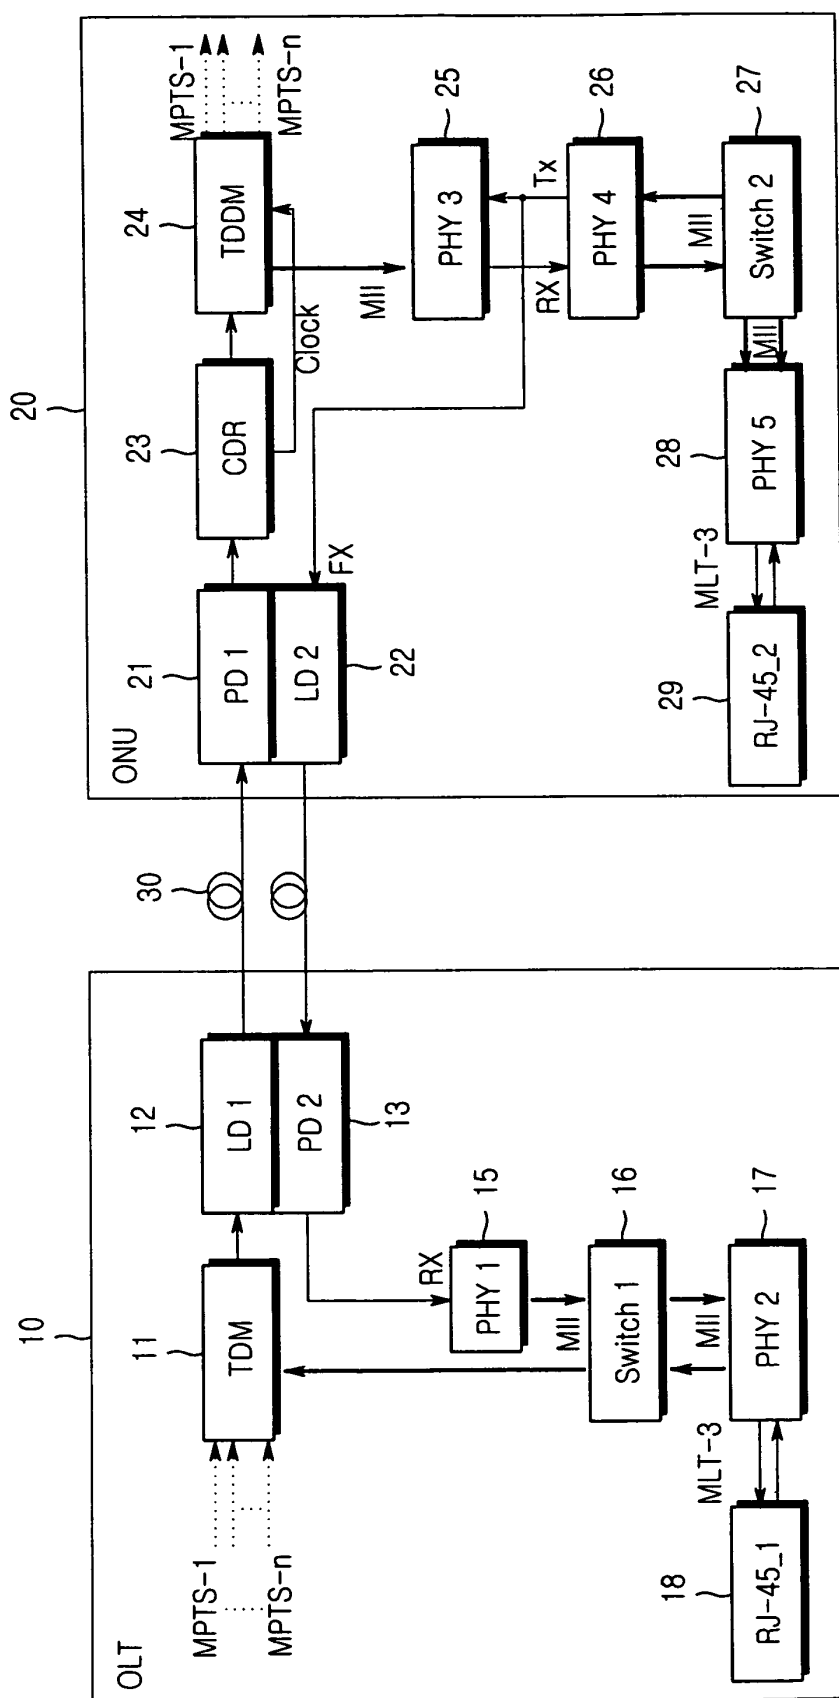 OLT
10
MPTS-1
MPTS-n
11
TDM
12
LD 1
PD 2
13
RX
15
PHY 1
MII
16
Switch 1
MII
17
PHY 2
MLT-3
18
RJ-45_1
30
ONU
20
21
PD 1
LD 2
22
FX
23
CDR
Clock
24
TDDM
MPTS-1
MPTS-n
MII
25
PHY 3
RX
Tx
26
PHY 4
MII
27
Switch 2
MII
28
PHY 5
MLT-3
29
RJ-45_2